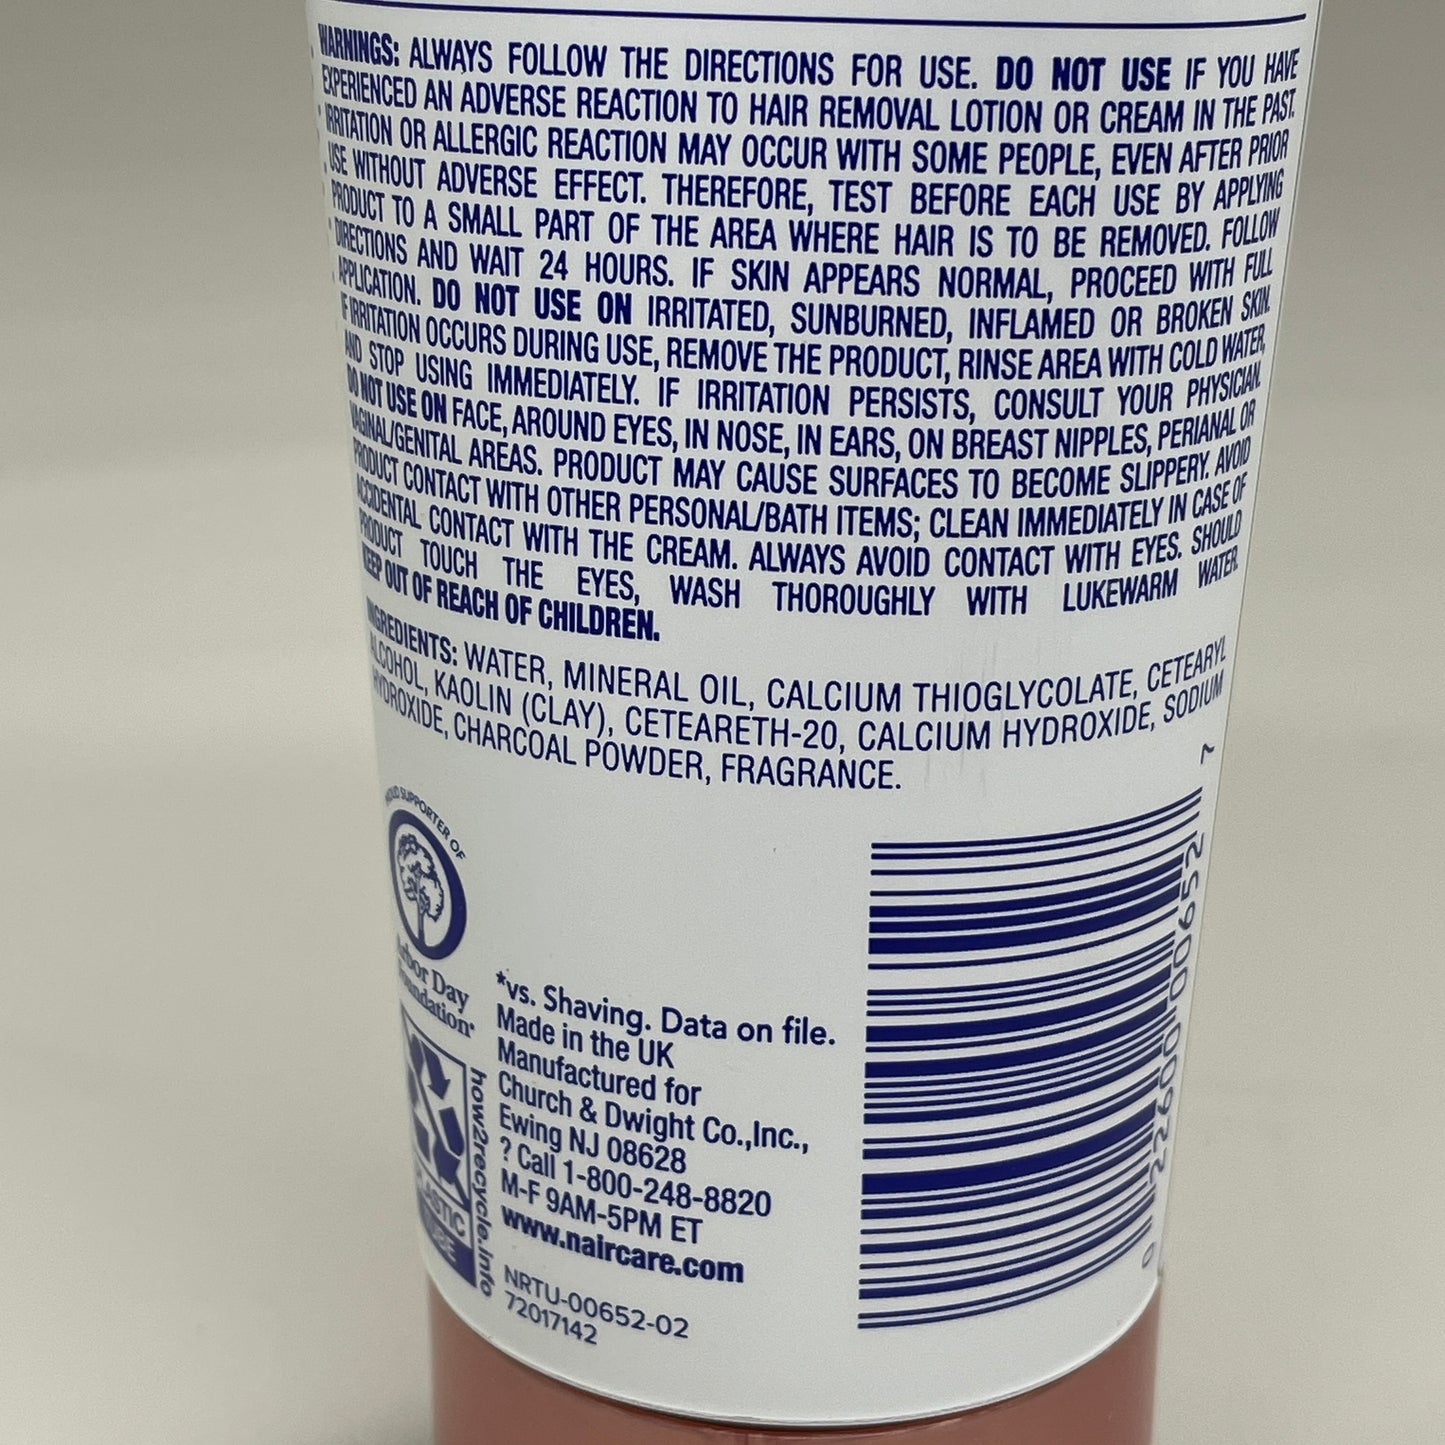 WARNINGS: ALWAYS FOLLOW THE DIRECTIONS FOR USE. DO NOT USE IF YOU HAVE
EXPERIENCED AN ADVERSE REACTION TO HAIR REMOVAL LOTION OR CREAM IN THE PAST.
IRRITATION OR ALLERGIC REACTION MAY OCCUR WITH SOME PEOPLE, EVEN AFTER PRIOR
USE WITHOUT ADVERSE EFFECT. THEREFORE, TEST BEFORE EACH USE BY APPLYING
PRODUCT TO A SMALL PART OF THE AREA WHERE HAIR IS TO BE REMOVED. FOLLOW
DIRECTIONS AND WAIT 24 HOURS. IF SKIN APPEARS NORMAL, PROCEED WITH FULL
APPLICATION. DO NOT USE ON IRRITATED, SUNBURNED, INFLAMED OR BROKEN SKIN.
IF IRRITATION OCCURS DURING USE, REMOVE THE PRODUCT, RINSE AREA WITH COLD WATER,
AND STOP USING IMMEDIATELY. IF IRRITATION PERSISTS, CONSULT YOUR PHYSICIAN.
DO NOT USE ON FACE, AROUND EYES, IN NOSE, IN EARS, ON BREAST NIPPLES, PERIANAL OR
VAGINAL/GENITAL AREAS. PRODUCT MAY CAUSE SURFACES TO BECOME SLIPPERY. AVOID
PRODUCT CONTACT WITH OTHER PERSONAL/BATH ITEMS; CLEAN IMMEDIATELY IN CASE OF
ACCIDENTAL CONTACT WITH THE CREAM. ALWAYS AVOID CONTACT WITH EYES. SHOULD
PRODUCT TOUCH THE EYES, WASH THOROUGHLY WITH LUKEWARM WATER.
KEEP OUT OF REACH OF CHILDREN.
INGREDIENTS: WATER, MINERAL OIL, CALCIUM THIOGLYCOLATE, CETEARYL
ALCOHOL, KAOLIN (CLAY), CETEARETH-20, CALCIUM HYDROXIDE, SODIUM
HYDROXIDE, CHARCOAL POWDER, FRAGRANCE.
PROUD SUPPORTER OF
Arbor Day
Foundation
how2recycle.info
PLASTIC
*vs. Shaving. Data on file.
Made in the UK
Manufactured for
Church & Dwight Co.,Inc.,
Ewing NJ 08628
? Call 1-800-248-8820
M-F 9AM-5PM ET
www.naircare.com
NRTU-00652-02
72017142
0 22600 00652 7